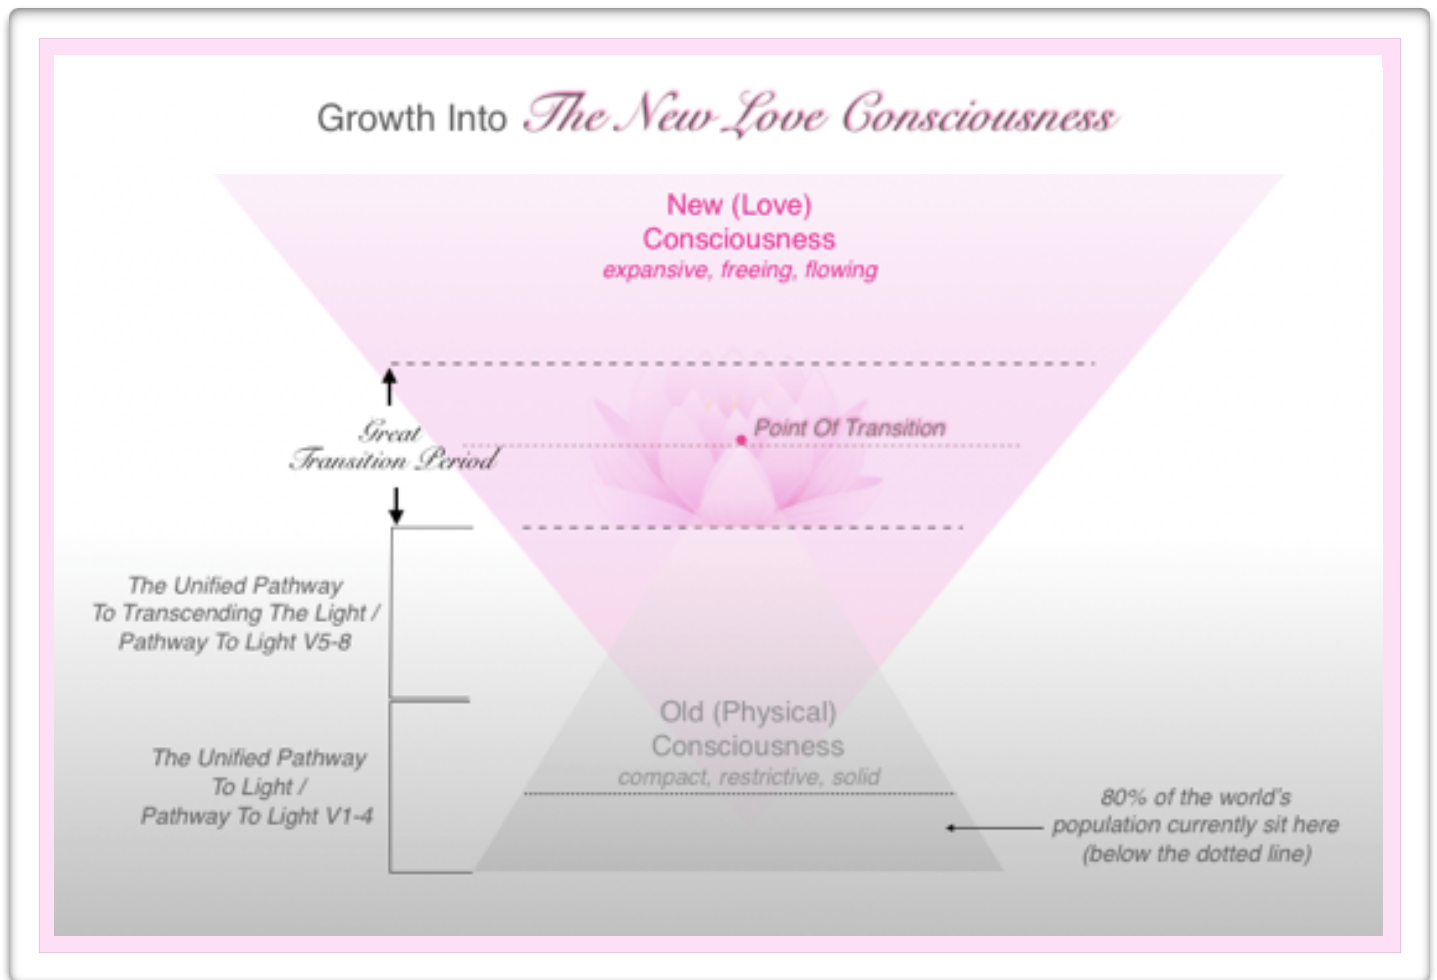 Growth Into The New Love Consciousness
New (Love)
Consciousness
expansive, freeing, flowing
Point Of Transition
Great
Transition Period
The Unified Pathway
To Transcending The Light /
Pathway To Light V5-8
Old (Physical)
Consciousness
compact, restrictive, solid
The Unified Pathway
To Light /
Pathway To Light V1-4
80% of the world's
population currently sit here
(below the dotted line)